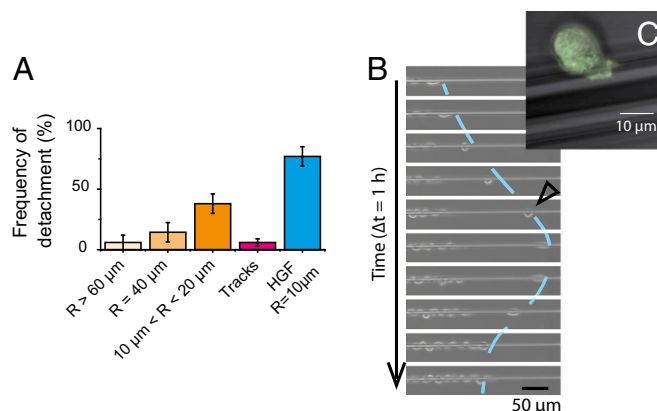 A
Frequency of
detachment (%)
100
50
0
R > 60 µm
R = 40 µm
10 µm < R < 20 µm
Tracks
HGF
R=10µm
B
Time (Δt = 1 h)
50 µm
C
10 µm